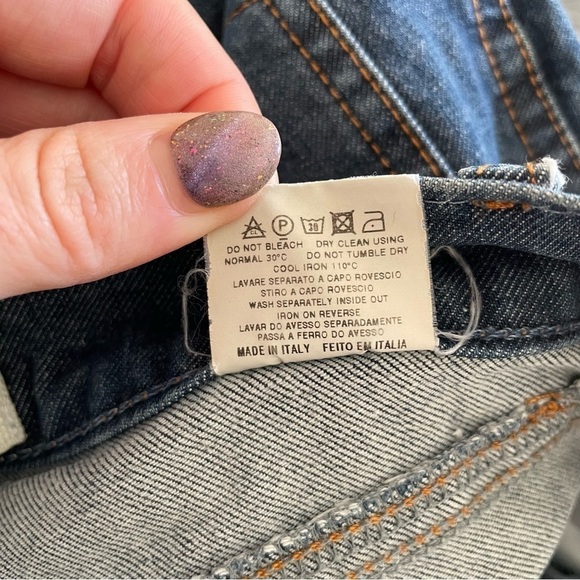 CL P 30
DO NOT BLEACH DRY CLEAN USING
NORMAL 30°C DO NOT TUMBLE DRY
COOL IRON 110°C
LAVARE SEPARATO A CAPO ROVESCIO
STIRO A CAPO ROVESCIO
WASH SEPARATELY INSIDE OUT
IRON ON REVERSE
LAVAR DO AVESSO SEPARADAMENTE
PASSA A FERRO DO AVESSO
MADE IN ITALY FEITO EM ITALIA